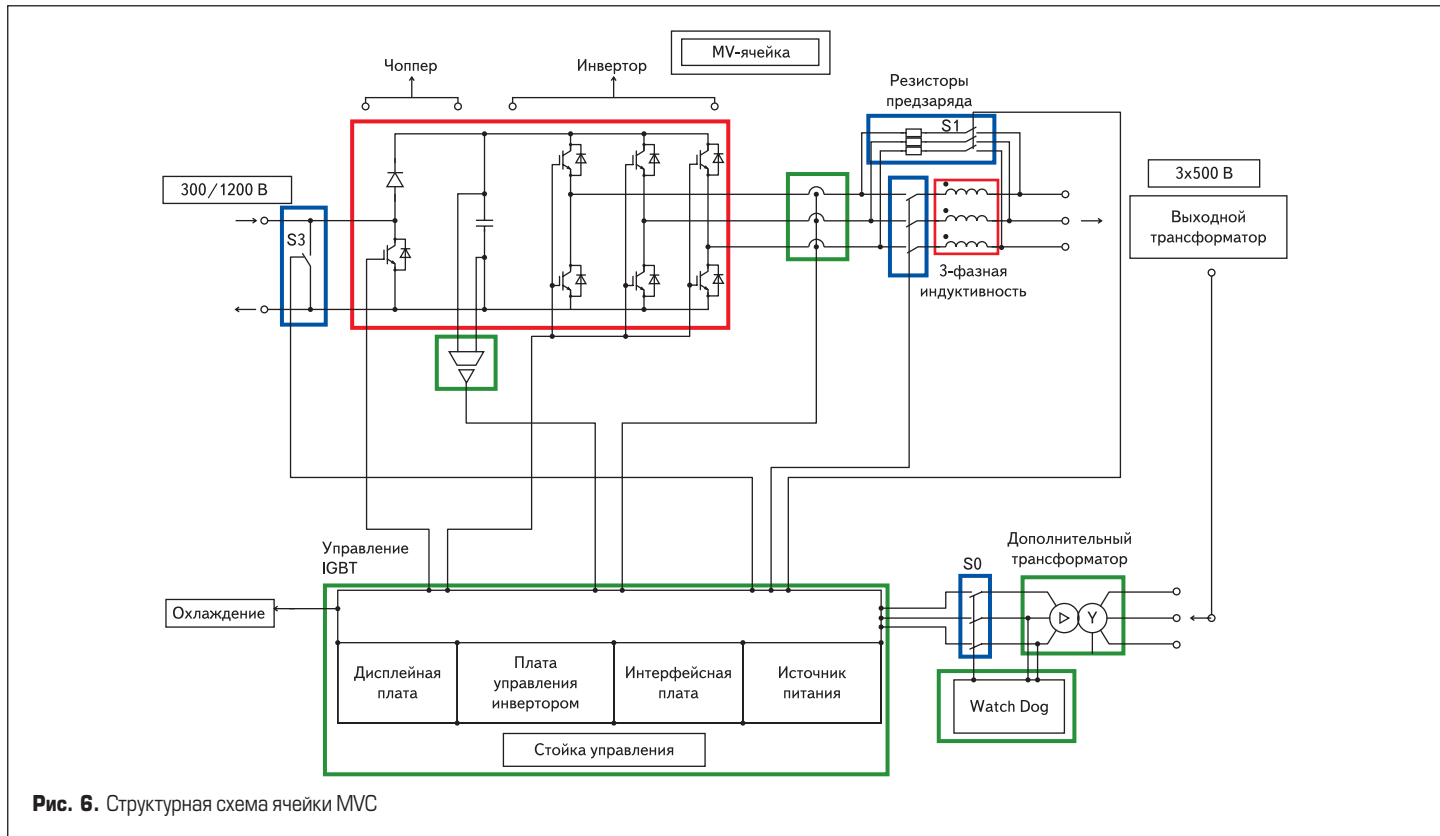 MV-ячейка
Чоппер
Инвертор
Резисторы
предзаряда
S1
300/1200 В
3x500 В
Выходной
трансформатор
S3
3-фазная
индуктивность
Управление
IGBT
Дополнительный
трансформатор
S0
Охлаждение
Y
Дисплейная
плата
Плата
управления
инвертором
Интерфейсная
плата
Источник
питания
Watch Dog
Стойка управления
Рис. 6. Структурная схема ячейки MVC